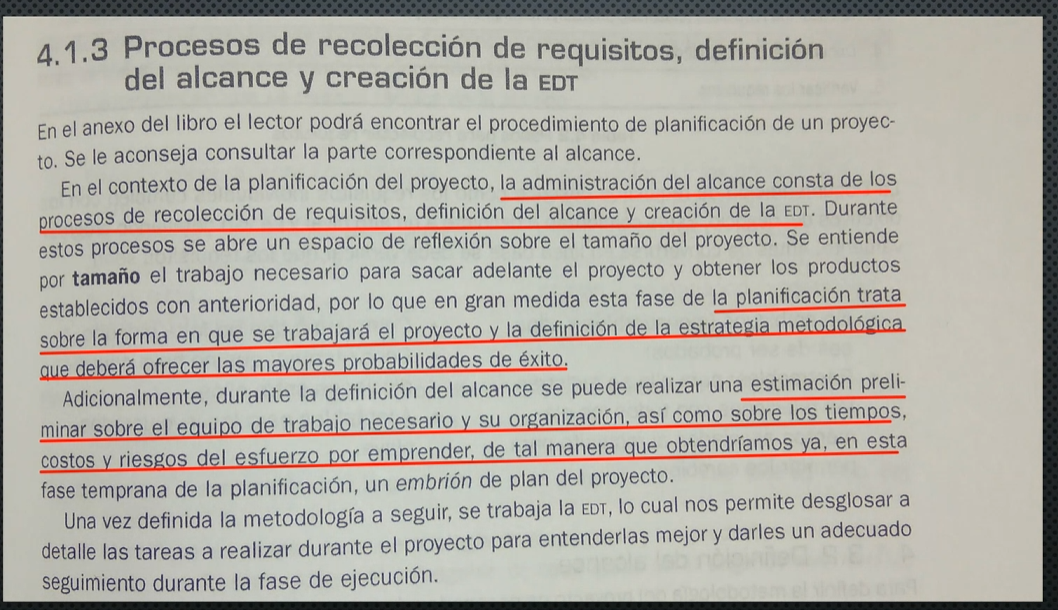 4.1.3 Procesos de recolección de requisitos, definición
del alcance y creación de la EDT
En el anexo del libro el lector podrá encontrar el procedimiento de planificación de un proyec-
to. Se le aconseja consultar la parte correspondiente al alcance.
En el contexto de la planificación del proyecto, la administración del alcance consta de los
procesos de recolección de requisitos, definición del alcance y creación de la EDT. Durante
estos procesos se abre un espacio de reflexión sobre el tamaño del proyecto. Se entiende
por tamaño el trabajo necesario para sacar adelante el proyecto y obtener los productos
establecidos con anterioridad, por lo que en gran medida esta fase de la planificación trata
sobre la forma en que se trabajará el proyecto y la definición de la estrategia metodológica
que deberá ofrecer las mayores probabilidades de éxito.
Adicionalmente, durante la definición del alcance se puede realizar una estimación preli-
minar sobre el equipo de trabajo necesario y su organización, así como sobre los tiempos,
costos y riesgos del esfuerzo por emprender, de tal manera que obtendríamos ya, en esta
fase temprana de la planificación, un embrión de plan del proyecto.
Una vez definida la metodología a seguir, se trabaja la EDT, lo cual nos permite desglosar a
detalle las tareas a realizar durante el proyecto para entenderlas mejor y darles un adecuado
seguimiento durante la fase de ejecución.